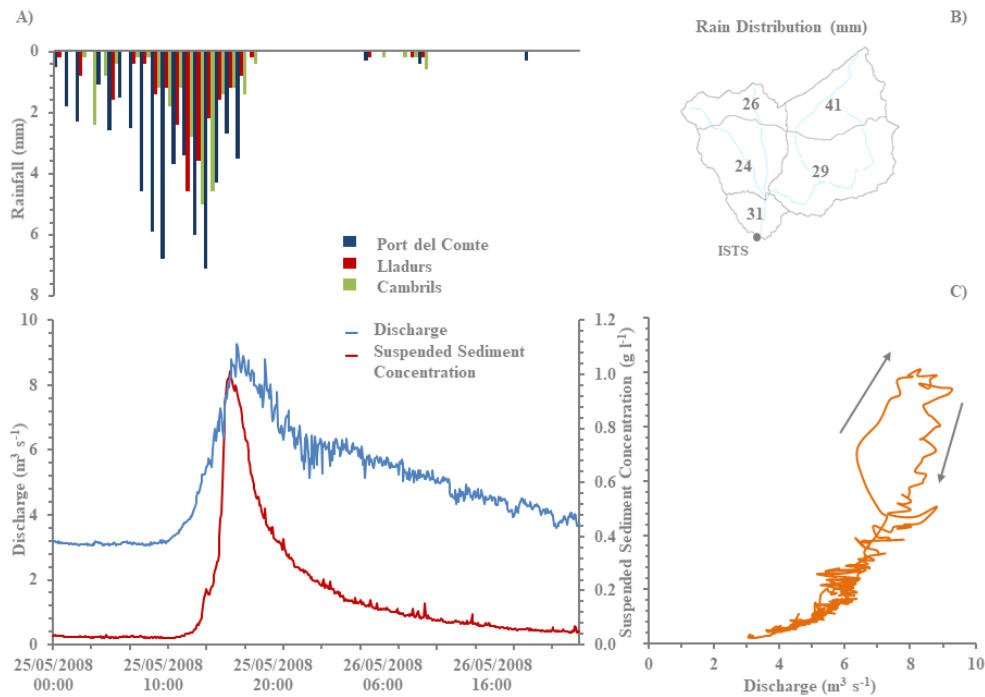 A)
0
2
4
6
8
Rainfall (mm)
Port del Comte
Lladurs
Cambrils
B)
Rain Distribution (mm)
26
41
24
29
31
ISTS
10
8
6
4
2
0
Discharge (m³ s⁻¹)
Discharge
Suspended Sediment
Concentration
1.2
1.0
0.8
0.6
0.4
0.2
0.0
25/05/2008
00:00
25/05/2008
10:00
25/05/2008
20:00
26/05/2008
06:00
26/05/2008
16:00
C)
Suspended Sediment Concentration (g l⁻¹)
0
2
4
6
8
10
Discharge (m³ s⁻¹)